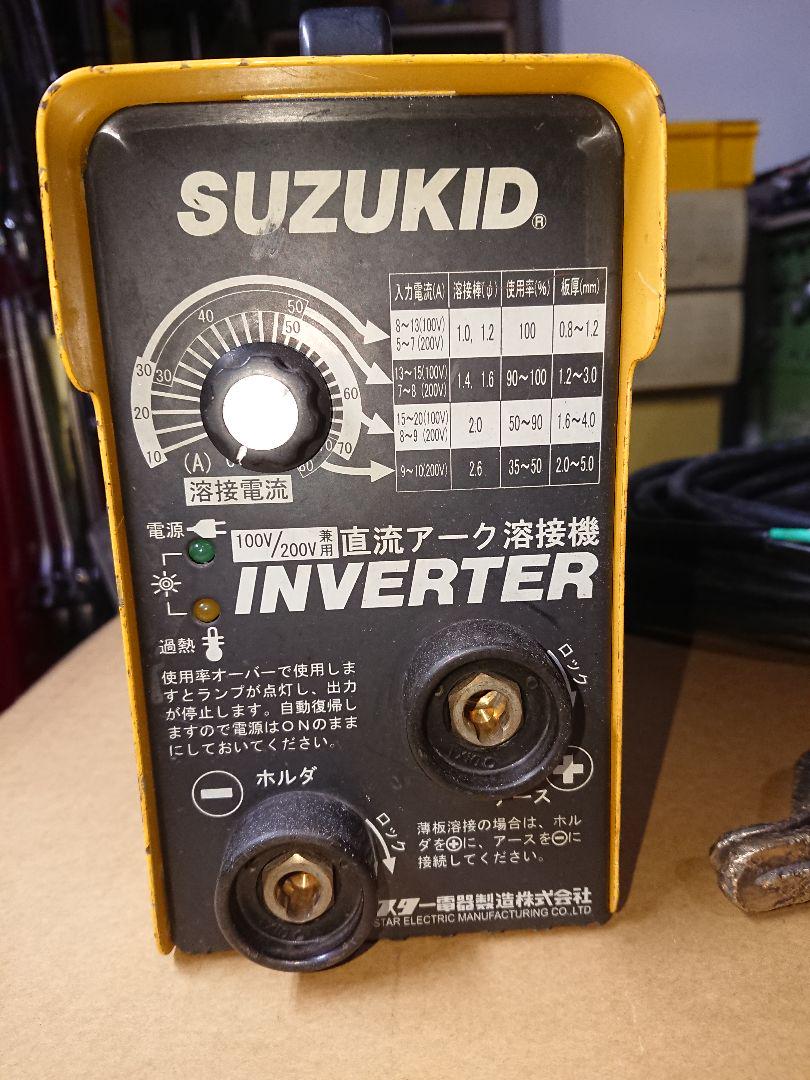 SUZUKID®
入力電流(A) 溶接棒(φ) 使用率(%) 板厚(mm)
8～13(100V) 5～7(200V) 1.0, 1.2 100 0.8～1.2
13～15(100V) 7～8 (200V) 1.4, 1.6 90～100 1.2～3.0
15～20(100V) 8～9 (200V) 2.0 50～90 1.6～4.0
9～10(200V) 2.6 35～50 2.0～5.0
10 20 30 40 50
30 50 60 70 80
(A)
溶接電流
電源
100V/200V兼用 直流アーク溶接機
INVERTER
過熱
使用率オーバーで使用しま
すとランプが点灯し、出力
が停止します。自動復帰し
ますので電源はONのまま
にしておいてください。
ロック
⊕
アース
⊖ ホルダ
ロック
薄板溶接の場合は、ホル
ダを⊕に、アースを⊖に
接続してください。
スター電器製造株式会社
STAR ELECTRIC MANUFACTURING CO.,LTD